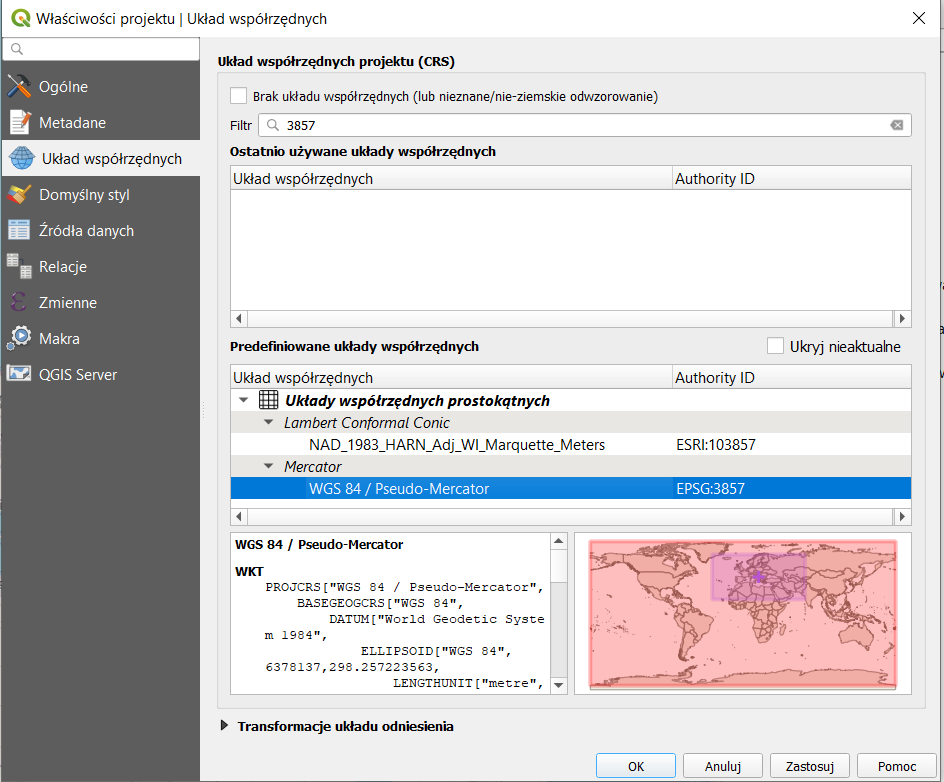 Właściwości projektu | Układ współrzędnych
Ogólne
Metadane
Układ współrzędnych
Domyślny styl
Źródła danych
Relacje
Zmienne
Makra
QGIS Server
Układ współrzędnych projektu (CRS)
Brak układu współrzędnych (lub nieznane/nie-ziemskie odwzorowanie)
Filtr 3857
Ostatnio używane układy współrzędnych
Układ współrzędnych Authority ID
Predefiniowane układy współrzędnych Ukryj nieaktualne
Układ współrzędnych Authority ID
Układy współrzędnych prostokątnych
Lambert Conformal Conic
NAD_1983_HARN_Adj_WI_Marquette_Meters ESRI:103857
Mercator
WGS 84 / Pseudo-Mercator EPSG:3857
WGS 84 / Pseudo-Mercator
WKT
PROJCRS["WGS 84 / Pseudo-Mercator",
BASEGEOGCRS["WGS 84",
DATUM["World Geodetic Syste
m 1984",
ELLIPSOID["WGS 84",
6378137,298.257223563,
LENGTHUNIT["metre",
Transformacje układu odniesienia
OK Anuluj Zastosuj Pomoc